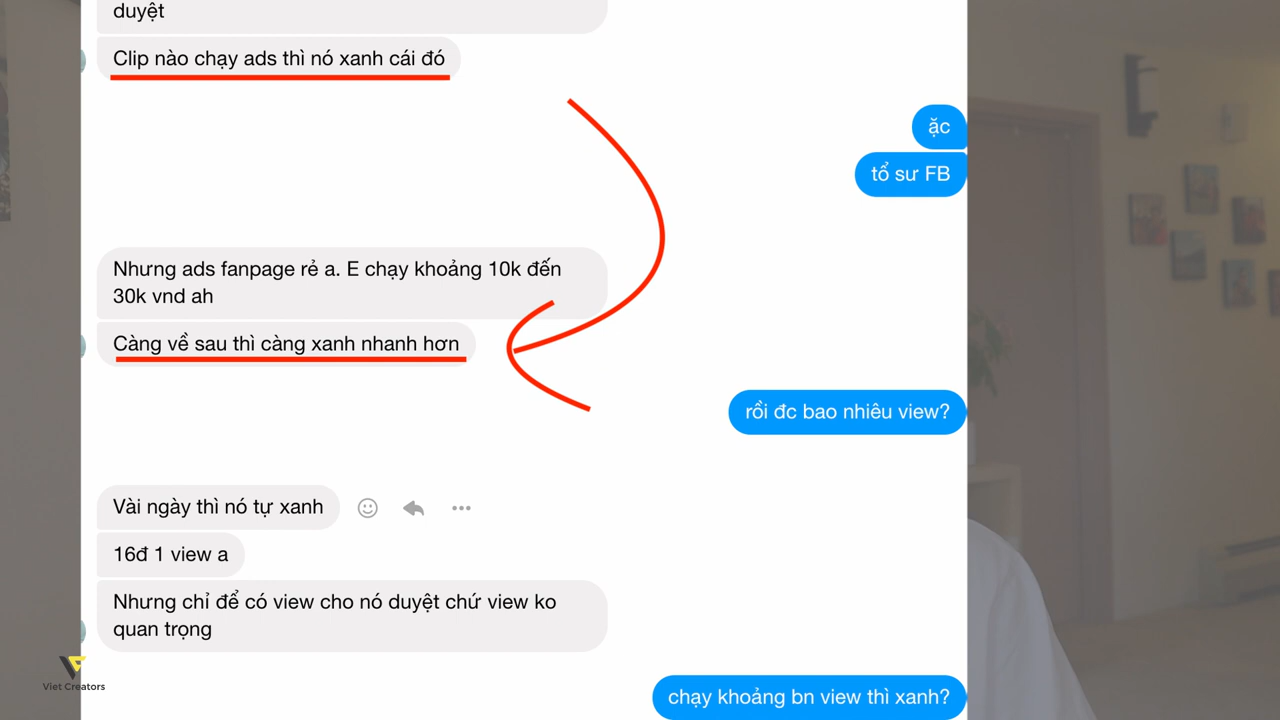 duyệt
Clip nào chạy ads thì nó xanh cái đó
ặc
tổ sư FB
Nhưng ads fanpage rẻ a. E chạy khoảng 10k đến
30k vnd ah
Càng về sau thì càng xanh nhanh hơn
rồi đc bao nhiêu view?
Vài ngày thì nó tự xanh
16đ 1 view a
Nhưng chỉ để có view cho nó duyệt chứ view ko
quan trọng
Viet Creators
chạy khoảng bn view thì xanh?